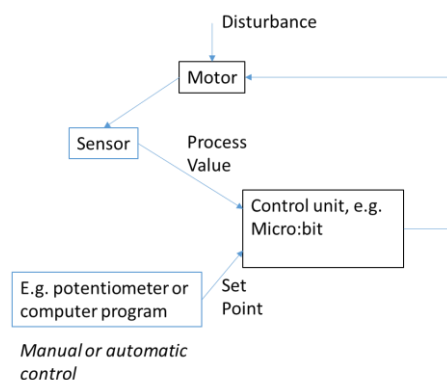 Disturbance
Motor
Sensor
Process
Value
Control unit, e.g.
Micro:bit
E.g. potentiometer or
computer program
Set
Point
Manual or automatic
control